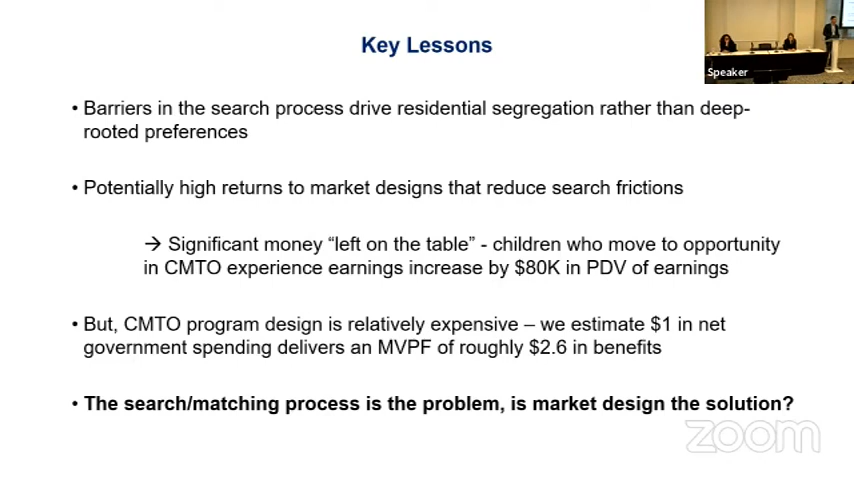 Key Lessons
Speaker
• Barriers in the search process drive residential segregation rather than deep-
rooted preferences
• Potentially high returns to market designs that reduce search frictions
→ Significant money “left on the table” - children who move to opportunity
in CMTO experience earnings increase by $80K in PDV of earnings
• But, CMTO program design is relatively expensive – we estimate $1 in net
government spending delivers an MVPF of roughly $2.6 in benefits
• The search/matching process is the problem, is market design the solution?
zoom